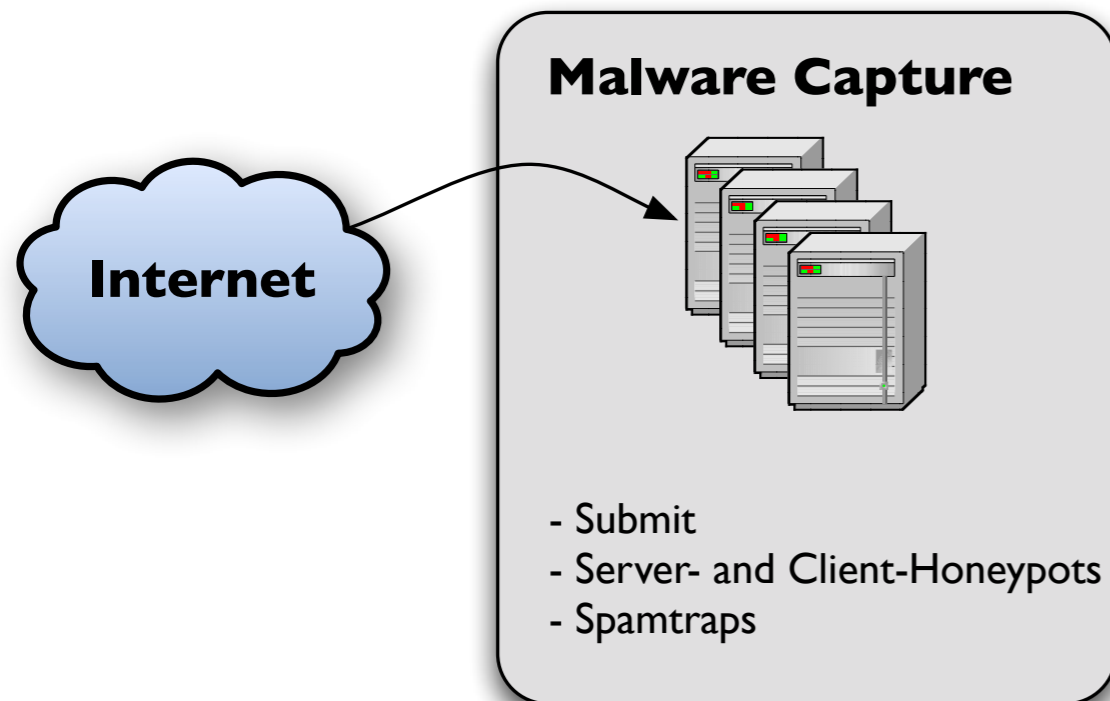 Malware Capture
Internet
- Submit
- Server- and Client-Honeypots
- Spamtraps